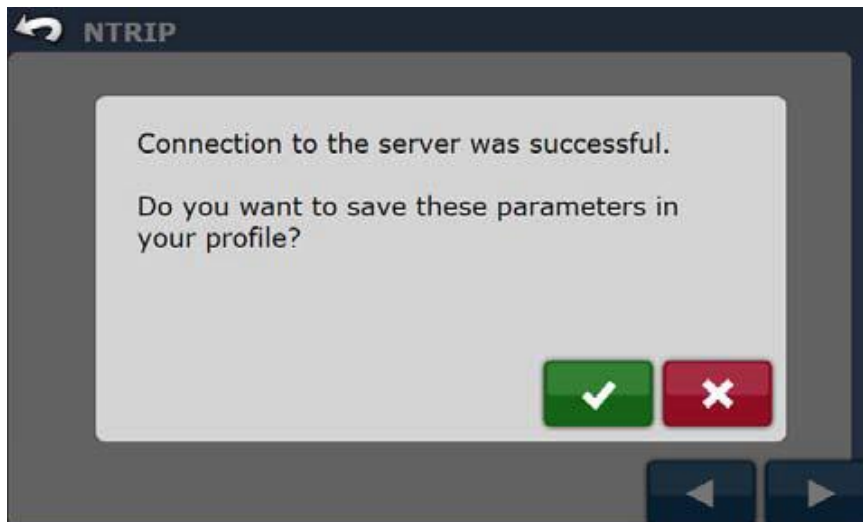 NTRIP
Connection to the server was successful.
Do you want to save these parameters in
your profile?